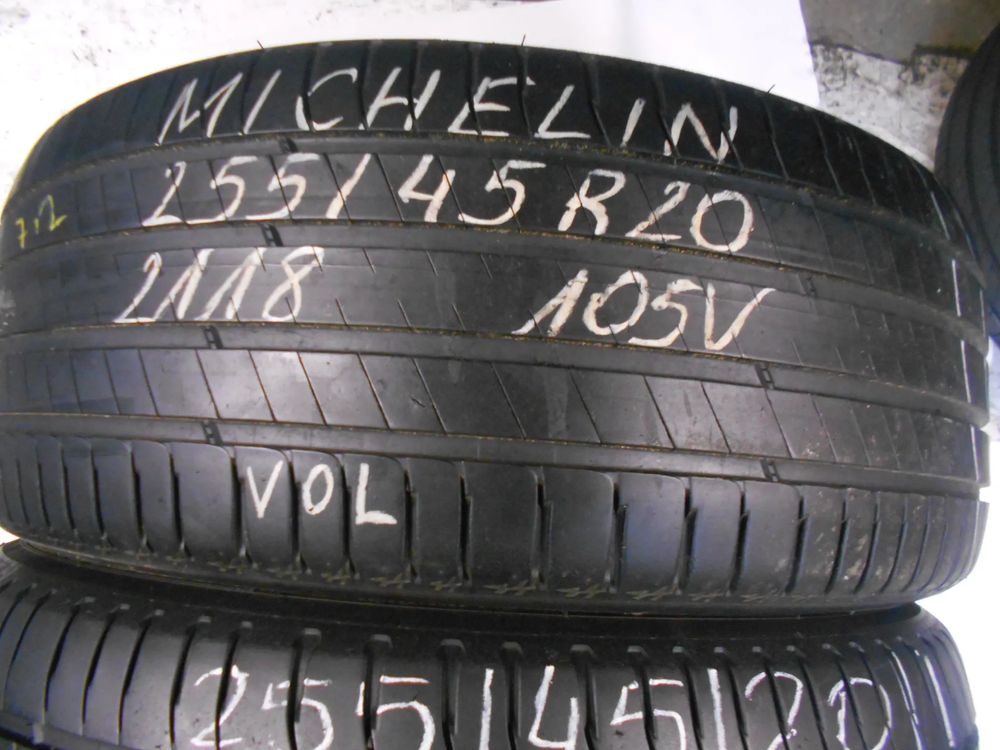 MICHELIN
255/45R20
7,2
2118 105V
VOL
255/45/20